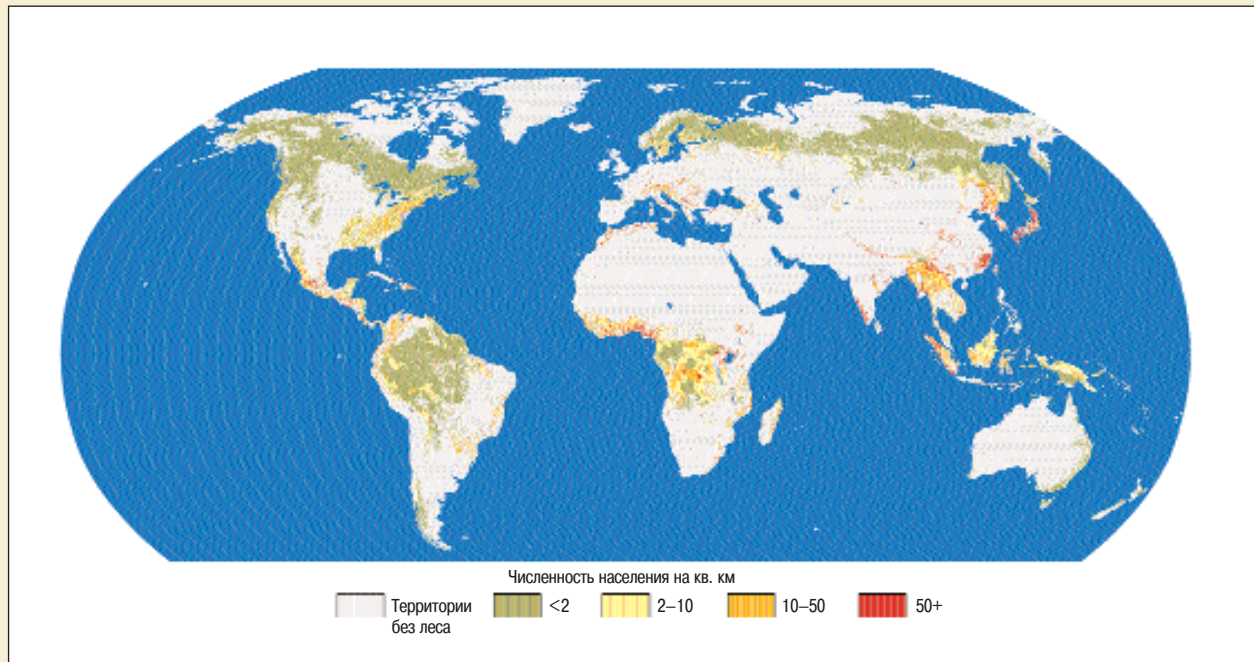 Численность населения на кв. км
Территории
без леса
<2
2–10
10–50
50+